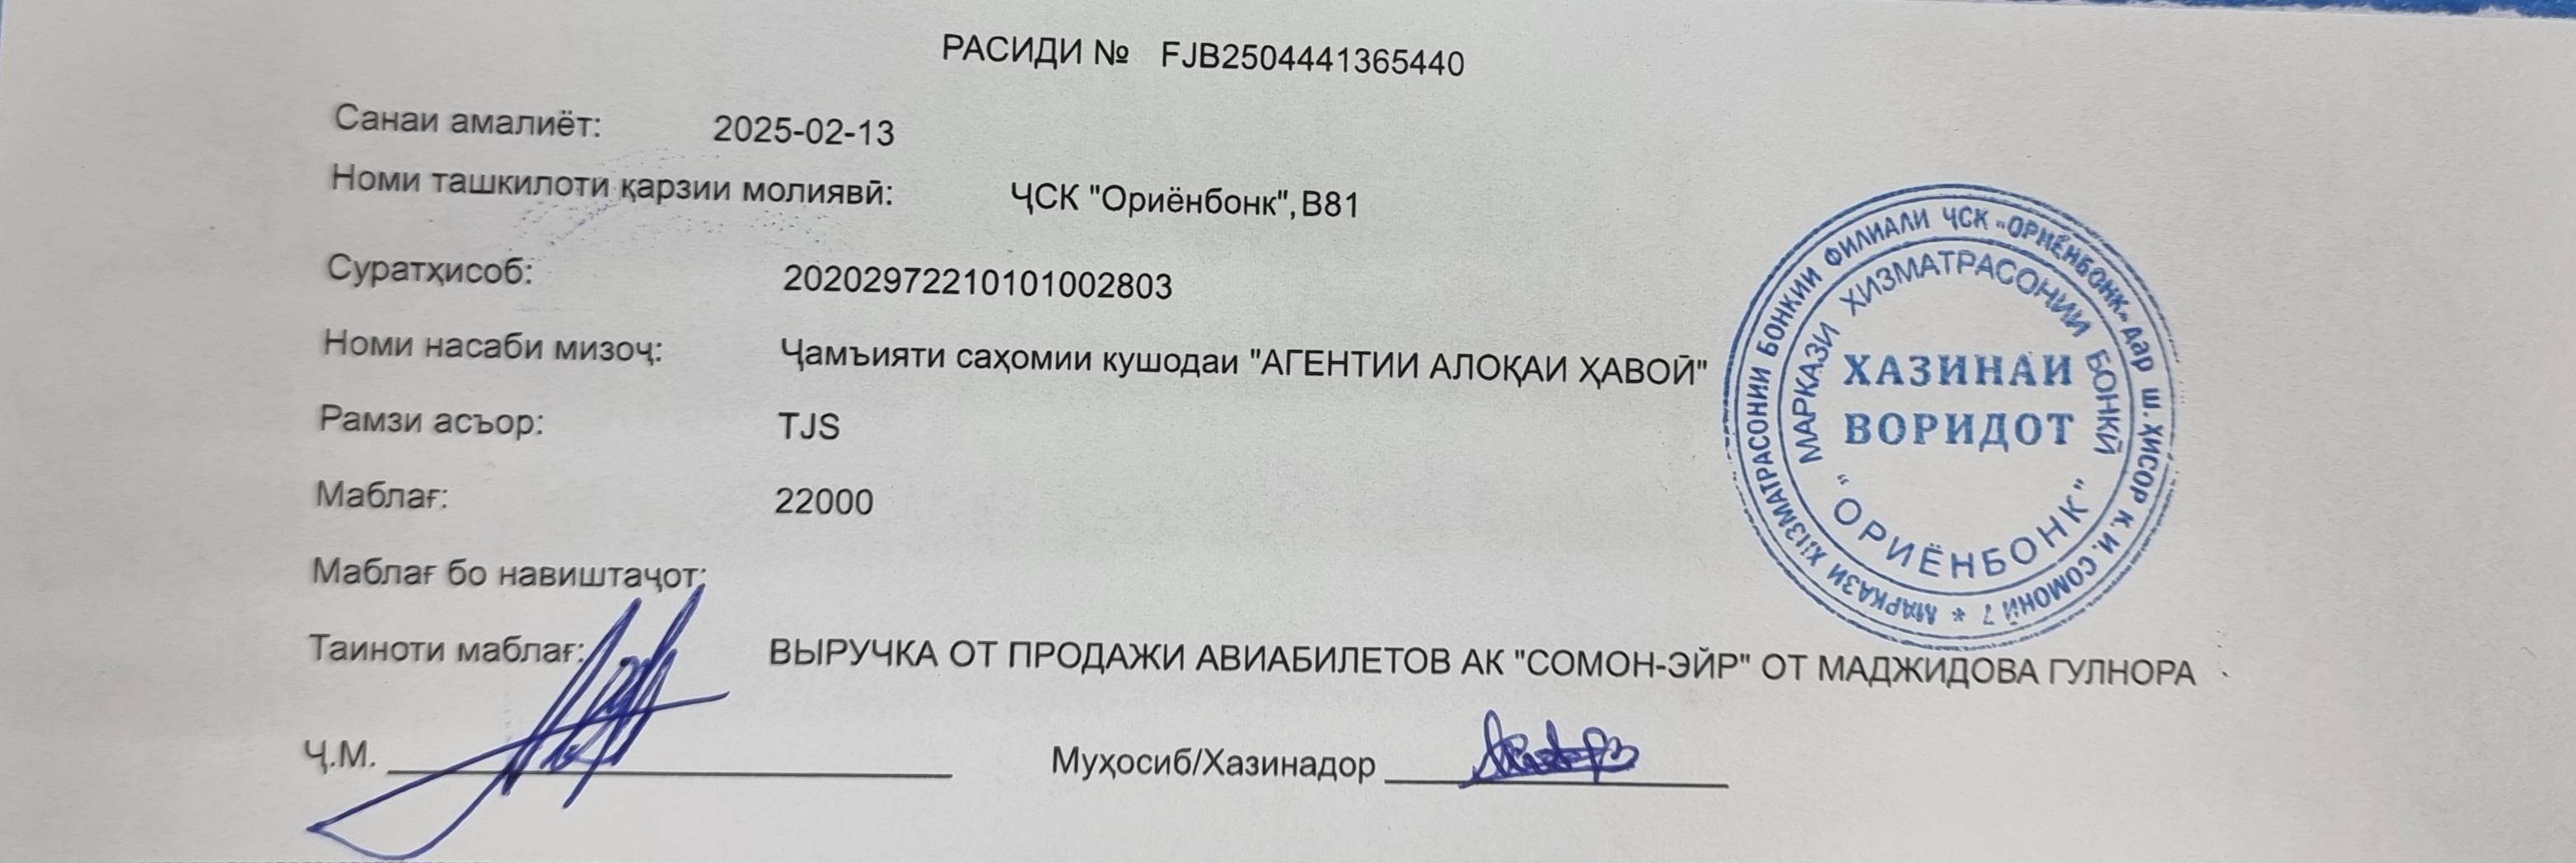 РАСИДИ № FJB2504441365440
Санаи амалиёт: 2025-02-13
Номи ташкилоти қарзии молиявӣ: ҶСК "Ориёнбонк",B81
Суратҳисоб: 20202972210101002803
Номи насаби мизоҷ: Ҷамъияти саҳомии кушодаи "АГЕНТИИ АЛОҚАИ ҲАВОӢ"
Рамзи асъор: TJS
Маблағ: 22000
Маблағ бо навиштаҷот:
Таиноти маблағ: ВЫРУЧКА ОТ ПРОДАЖИ АВИАБИЛЕТОВ АК "СОМОН-ЭЙР" ОТ МАДЖИДОВА ГУЛНОРА
Ҷ.М. Муҳосиб/Хазинадор
МАРКАЗИ ХИЗМАТРАСОНИИ БОНКИИ ФИЛИАЛИ ҶСК "ОРИЁНБОНК" дар Ш. ҲИСОР К. И. СОМОНӢ 7 *
МАРКАЗИ ХИЗМАТРАСОНИИ БОНКӢ
"ОРИЁНБОНК"
ХАЗИНАИ
ВОРИДОТ